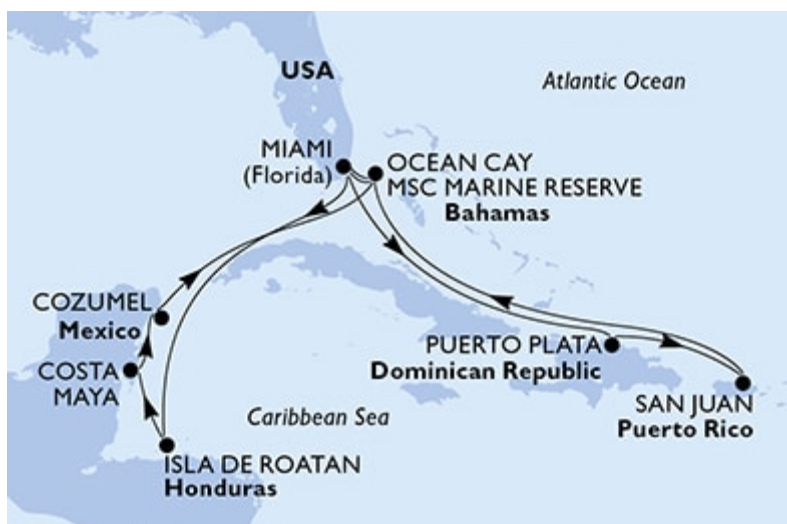 USA
Atlantic Ocean
MIAMI
(Florida)
OCEAN CAY
MSC MARINE RESERVE
Bahamas
COZUMEL
Mexico
COSTA
MAYA
PUERTO PLATA
Dominican Republic
SAN JUAN
Puerto Rico
Caribbean Sea
ISLA DE ROATAN
Honduras